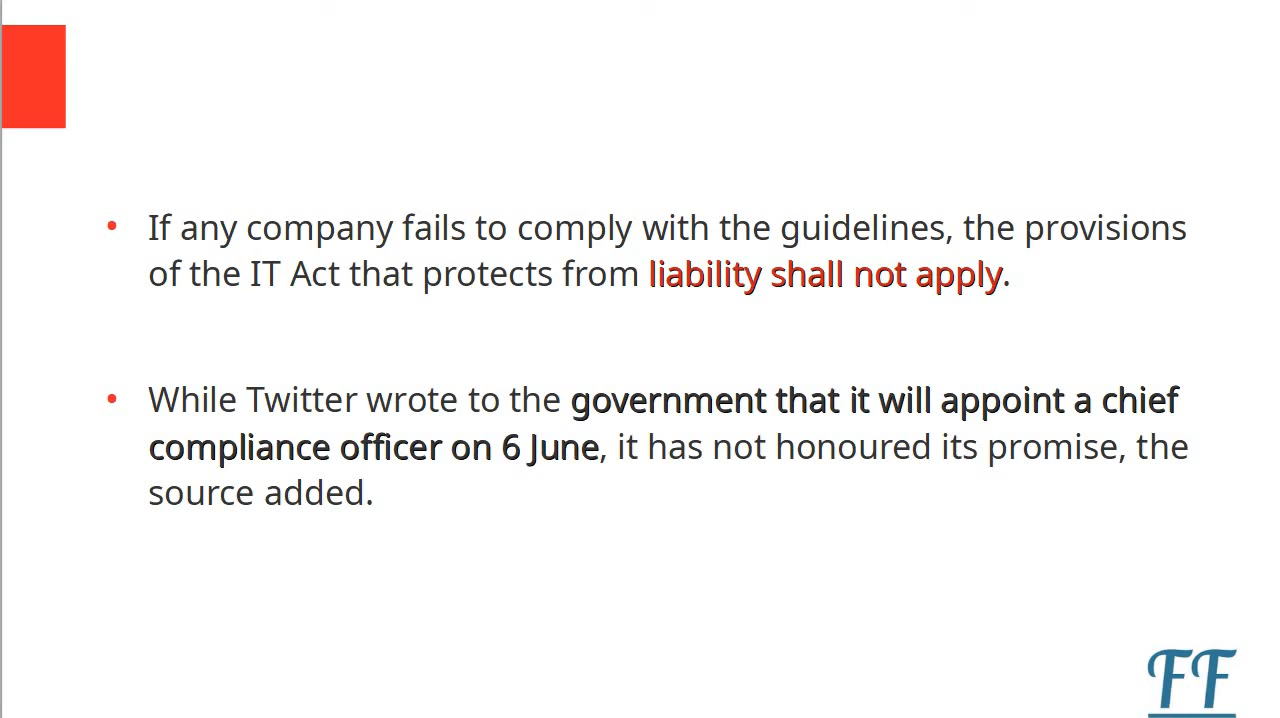 • If any company fails to comply with the guidelines, the provisions
of the IT Act that protects from liability shall not apply.
• While Twitter wrote to the government that it will appoint a chief
compliance officer on 6 June, it has not honoured its promise, the
source added.
FF